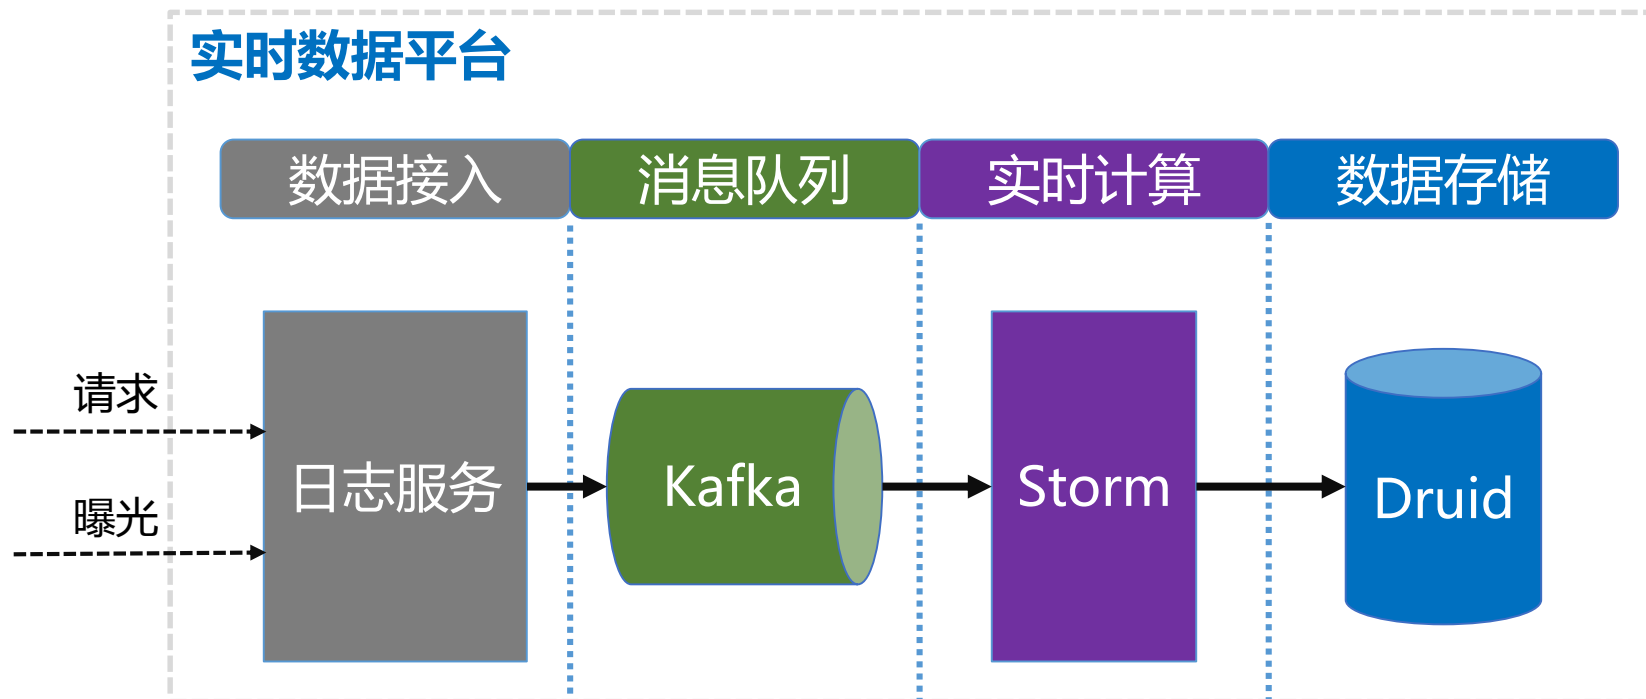 实时数据平台
数据接入
消息队列
实时计算
数据存储
请求
曝光
日志服务
Kafka
Storm
Druid